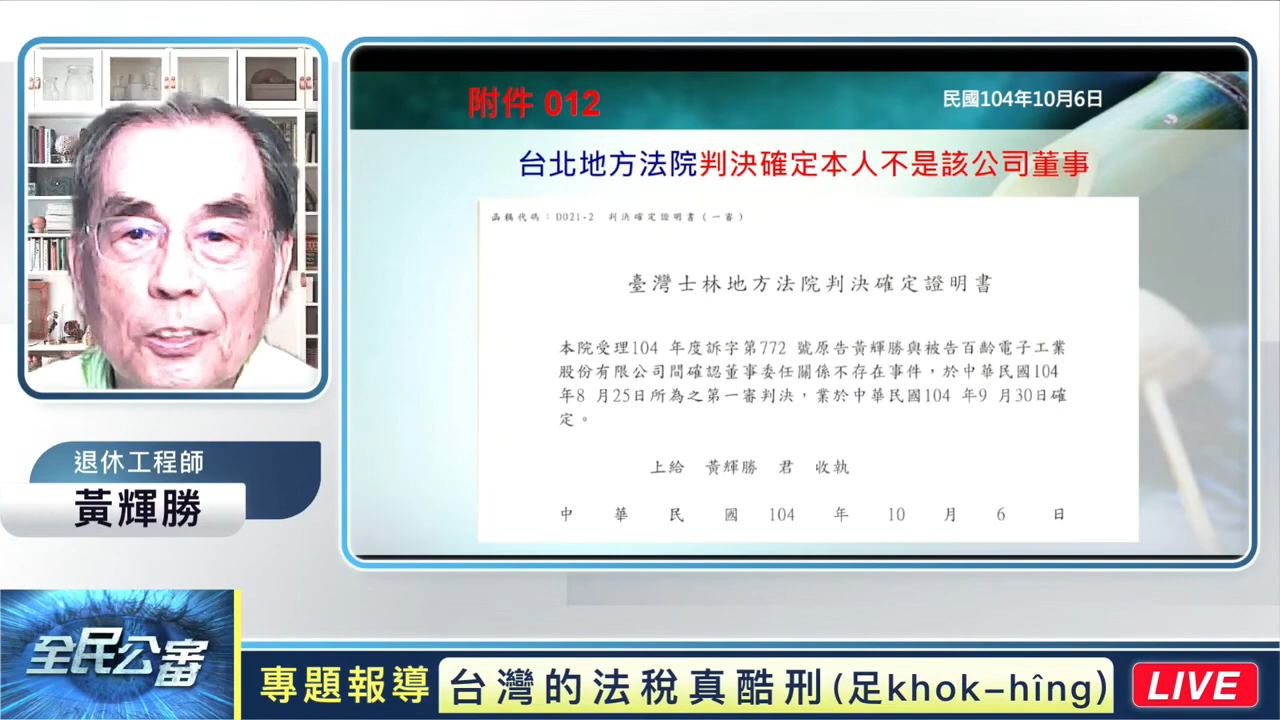 附件 012
民國104年10月6日
台北地方法院判決確定本人不是該公司董事
函稿代碼：D021-2 判決確定證明書（一審）
臺灣士林地方法院判決確定證明書
本院受理104 年度訴字第772 號原告黃輝勝與被告百齡電子工業
股份有限公司間確認董事委任關係不存在事件，於中華民國104
年8 月25日所為之第一審判決，業於中華民國104 年9 月30日確
定。
上給 黃輝勝 君 收執
中 華 民 國 104 年 10 月 6 日
退休工程師
黃輝勝
全民公審
專題報導 台灣的法稅真酷刑(足khok-hîng)
LIVE